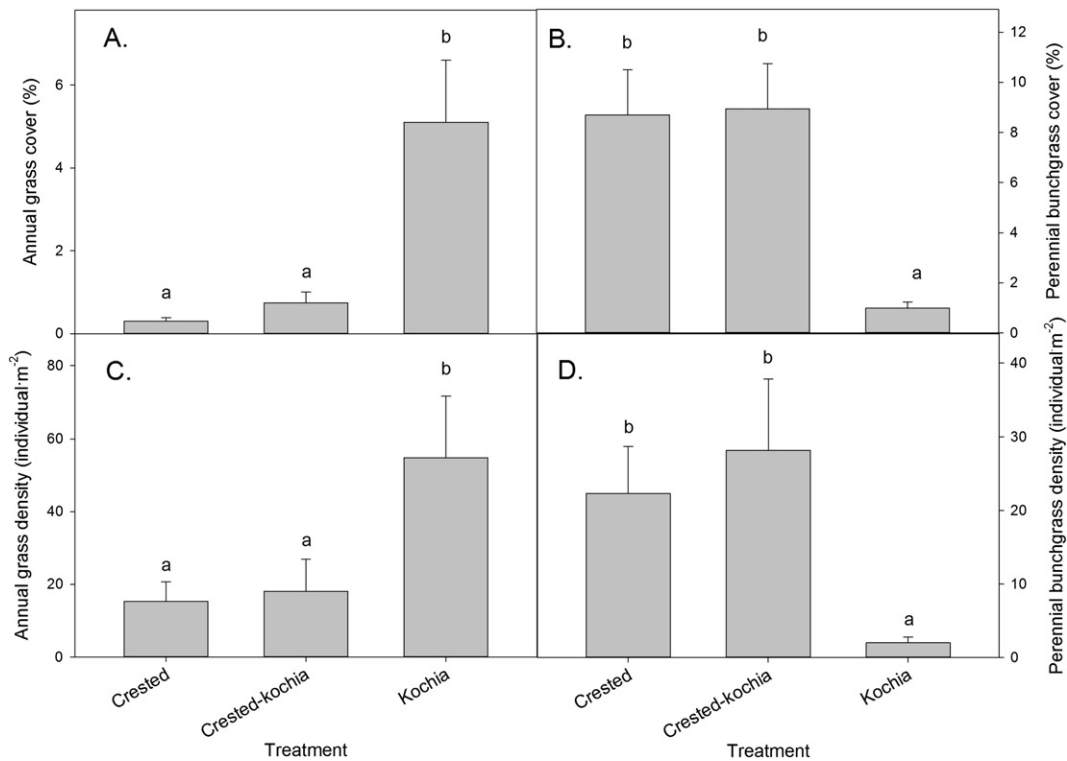 A.
Annual grass cover (%)
6
4
2
0
a
a
b
B.
Perennial bunchgrass cover (%)
12
10
8
6
4
2
0
b
b
a
C.
Annual grass density (individual·m⁻²)
80
60
40
20
0
a
a
b
Crested
Crested-kochia
Kochia
Treatment
D.
Perennial bunchgrass density (individual·m⁻²)
40
30
20
10
0
b
b
a
Crested
Crested-kochia
Kochia
Treatment